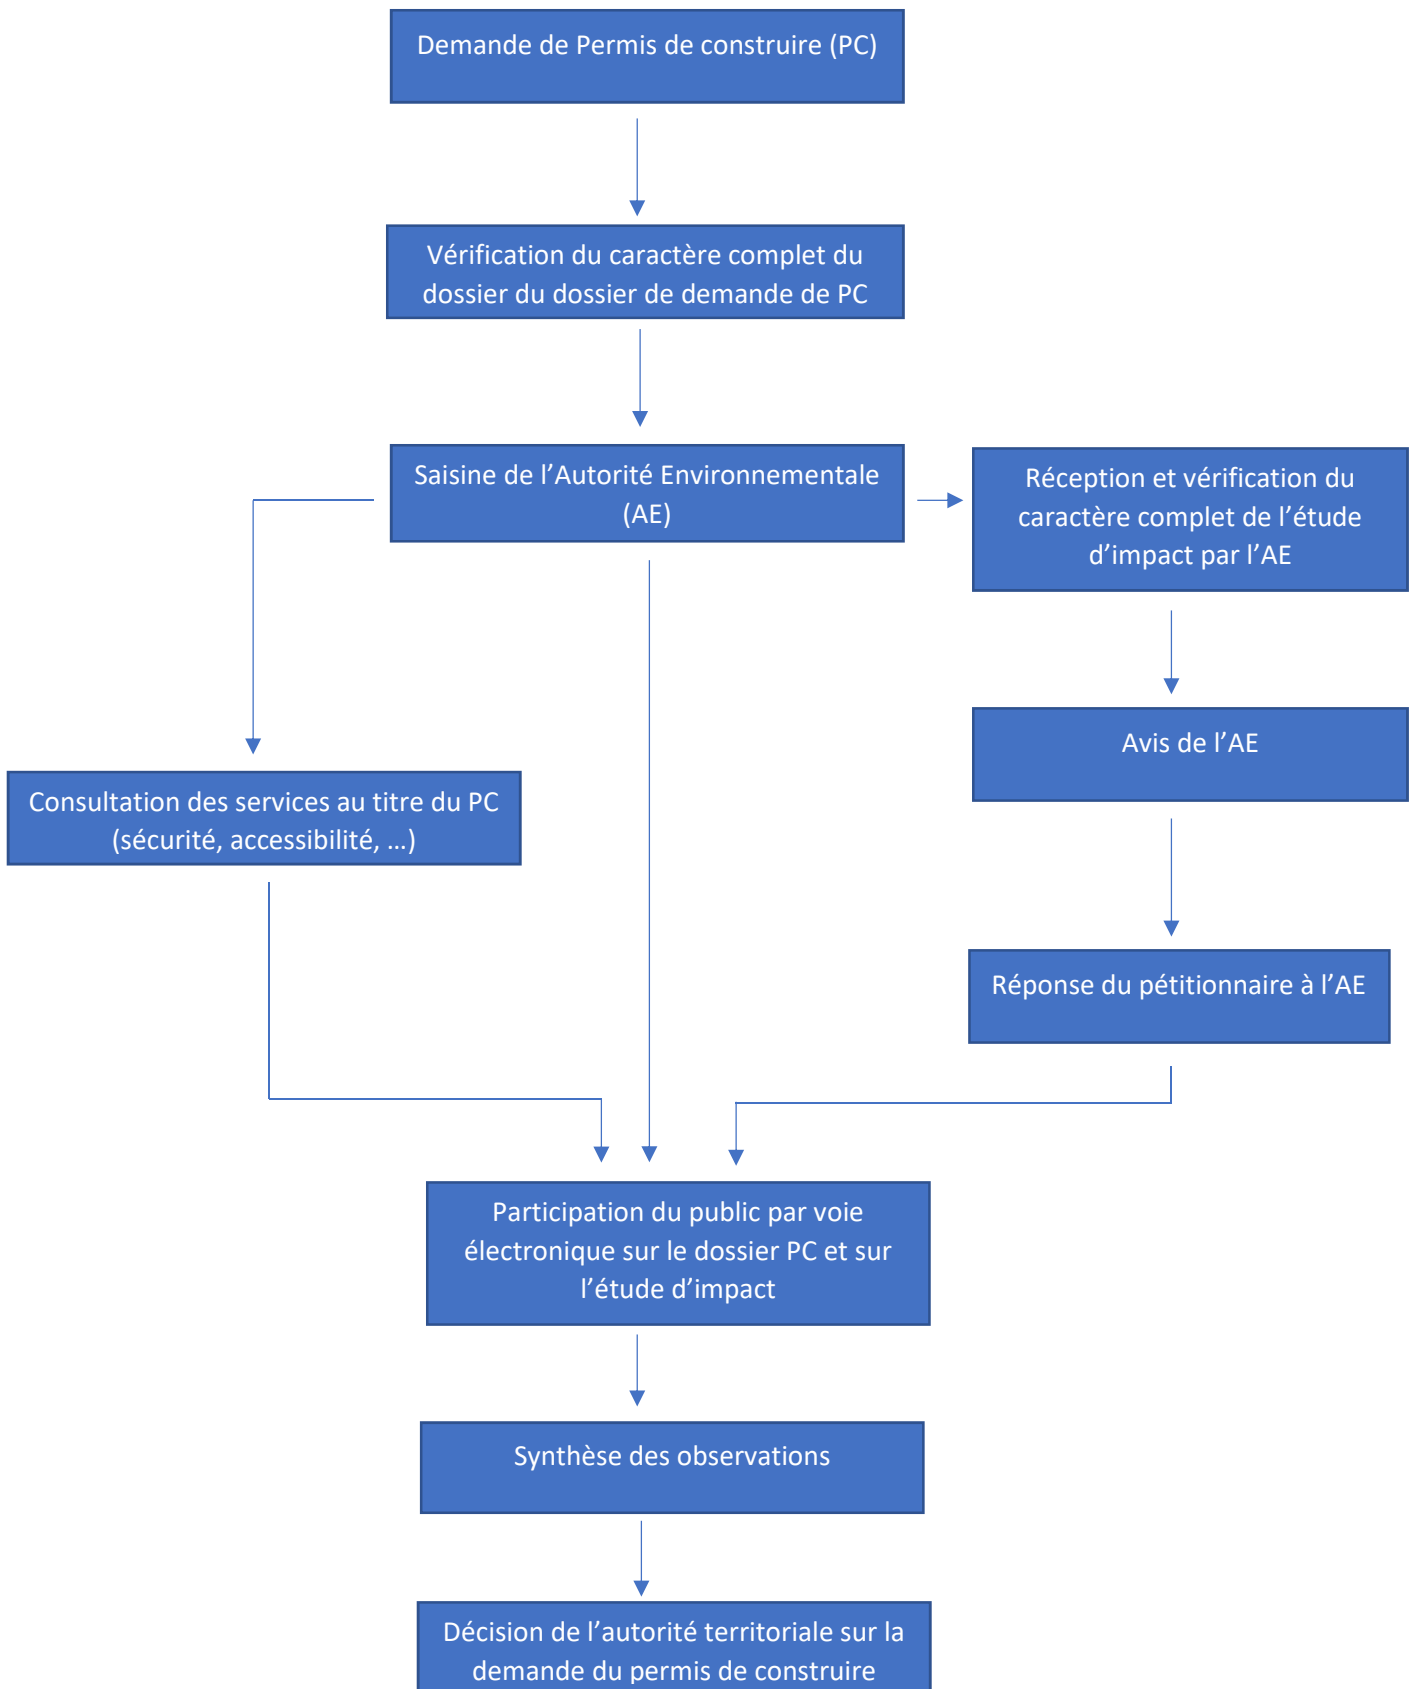 Demande de Permis de construire (PC)
Vérification du caractère complet du
dossier du dossier de demande de PC
Saisine de l’Autorité Environnementale
(AE)
Réception et vérification du
caractère complet de l’étude
d’impact par l’AE
Avis de l’AE
Consultation des services au titre du PC
(sécurité, accessibilité, …)
Réponse du pétitionnaire à l’AE
Participation du public par voie
électronique sur le dossier PC et sur
l’étude d’impact
Synthèse des observations
Décision de l’autorité territoriale sur la
demande du permis de construire